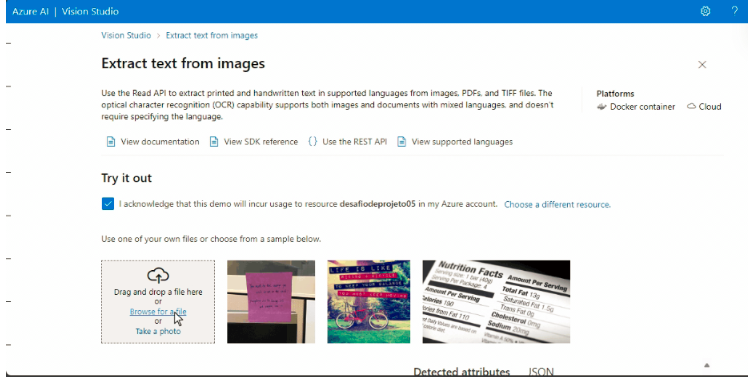 Azure AI | Vision Studio
?
Vision Studio > Extract text from images
Extract text from images
Use the Read API to extract printed and handwritten text in supported languages from images, PDFs, and TIFF files. The
optical character recognition (OCR) capability supports both images and documents with mixed languages, and doesn't
require specifying the language.
Platforms
Docker container Cloud
View documentation View SDK reference {} Use the REST API View supported languages
Try it out
I acknowledge that this demo will incur usage to resource desafiodeprojeto05 in my Azure account. Choose a different resource.
Use one of your own files or choose from a sample below.
Drag and drop a file here
or
Browse for a file
or
Take a photo
LIFE IS LIKE
Nutrition Facts
Serving size: 1 bar (40g)
Serving Per Package: 4
Amount Per Serving
Total Fat 13g
Saturated Fat 1.5g
Amount Per Serving
Trans Fat 0g
Calories 190
Cholesterol 0mg
ories from Fat 110
Sodium 20mg
Detected attributes JSON